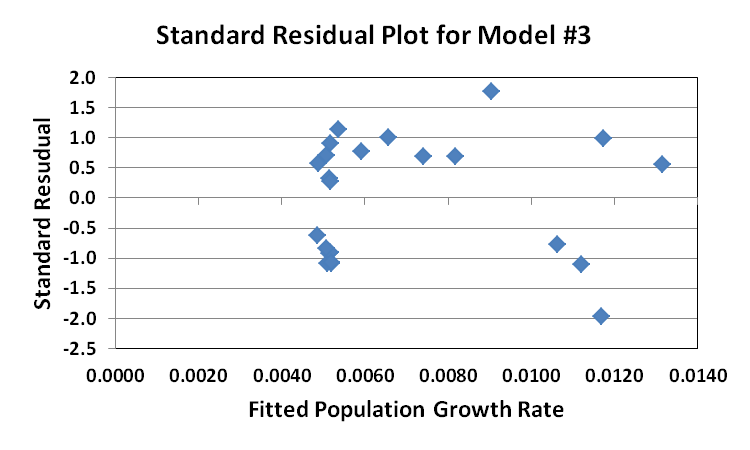 Standard Residual Plot for Model #3
Standard Resudual
2.0
1.5
1.0
0.5
0.0
-0.5
-1.0
-1.5
-2.0
-2.5
0.0000 0.0020 0.0040 0.0060 0.0080 0.0100 0.0120 0.0140
Fitted Population Growth Rate